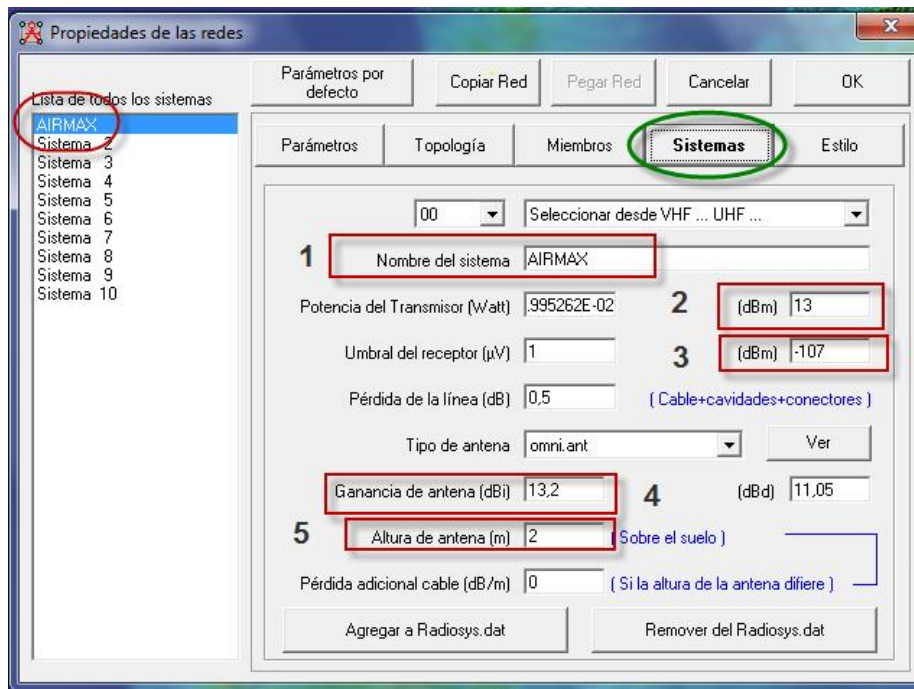 Propiedades de las redes
X
Parámetros por defecto
Copiar Red
Pegar Red
Cancelar
OK
Lista de todos los sistemas
AIRMAX
Sistema 2
Sistema 3
Sistema 4
Sistema 5
Sistema 6
Sistema 7
Sistema 8
Sistema 9
Sistema 10
Parámetros
Topología
Miembros
Sistemas
Estilo
00
Seleccionar desde VHF ... UHF ...
1 Nombre del sistema AIRMAX
Potencia del Transmisor (Watt) .995262E-02 2 (dBm) 13
Umbral del receptor (µV) 1 3 (dBm) -107
Pérdida de la línea (dB) 0,5 ( Cable+cavidades+conectores )
Tipo de antena omni.ant Ver
Ganancia de antena (dBi) 13,2 4 (dBd) 11,05
5 Altura de antena (m) 2 ( Sobre el suelo )
Pérdida adicional cable (dB/m) 0 ( Si la altura de la antena difiere )
Agregar a Radiosys.dat
Remover del Radiosys.dat